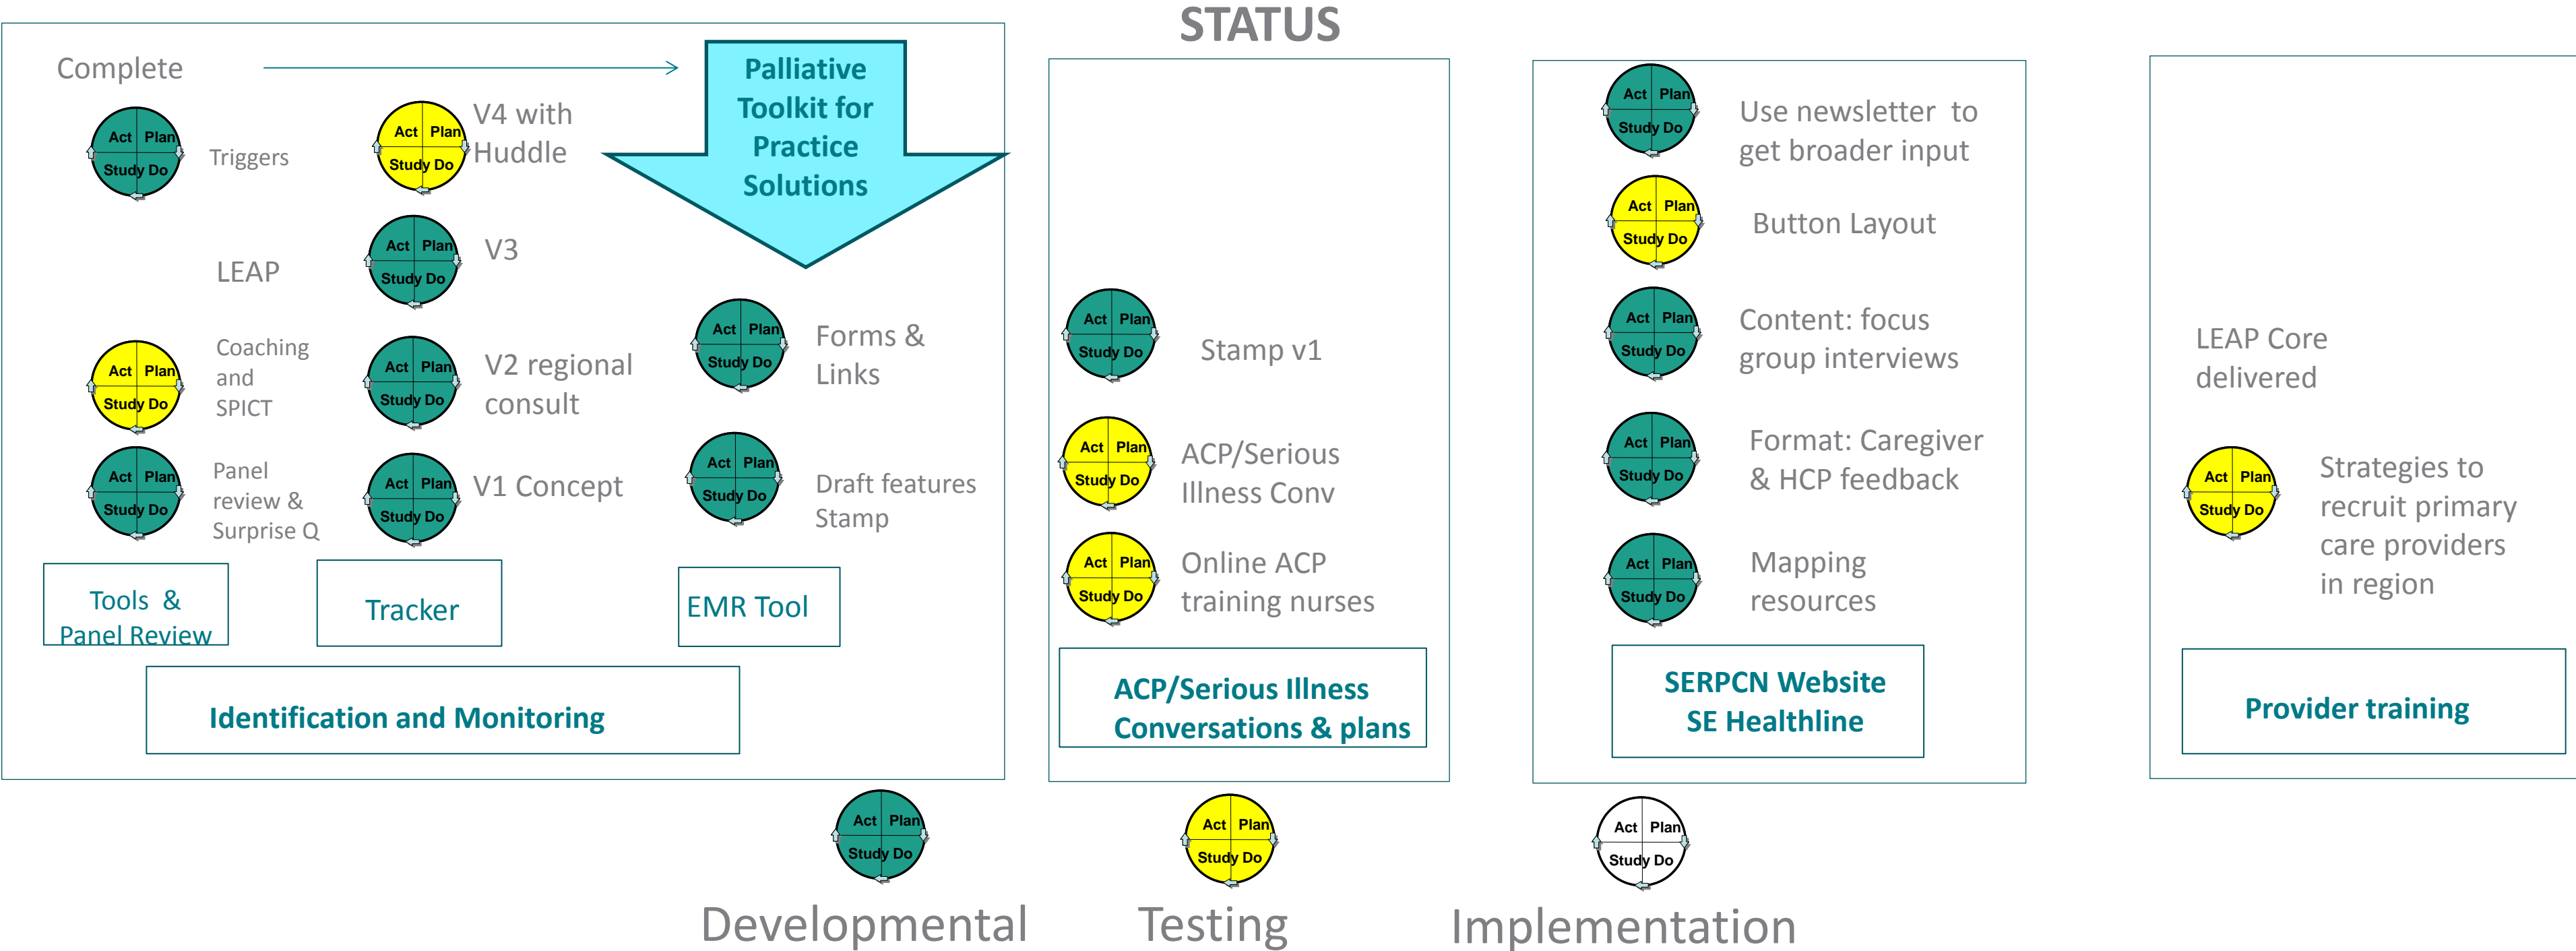 STATUS
Complete
Act Plan
Study Do
Triggers
LEAP
Act Plan
Study Do
Coaching
and
SPICT
Act Plan
Study Do
Panel
review &
Surprise Q
Tools &
Panel Review
Act Plan
Study Do
V4 with
Huddle
Act Plan
Study Do
V3
Act Plan
Study Do
V2 regional
consult
Act Plan
Study Do
V1 Concept
Tracker
Palliative
Toolkit for
Practice
Solutions
Act Plan
Study Do
Forms &
Links
Act Plan
Study Do
Draft features
Stamp
EMR Tool
Identification and Monitoring
Act Plan
Study Do
Stamp v1
Act Plan
Study Do
ACP/Serious
Illness Conv
Act Plan
Study Do
Online ACP
training nurses
ACP/Serious Illness
Conversations & plans
Act Plan
Study Do
Use newsletter to
get broader input
Act Plan
Study Do
Button Layout
Act Plan
Study Do
Content: focus
group interviews
Act Plan
Study Do
Format: Caregiver
& HCP feedback
Act Plan
Study Do
Mapping
resources
SERPCN Website
SE Healthline
LEAP Core
delivered
Act Plan
Study Do
Strategies to
recruit primary
care providers
in region
Provider training
Act Plan
Study Do
Developmental
Act Plan
Study Do
Testing
Act Plan
Study Do
Implementation